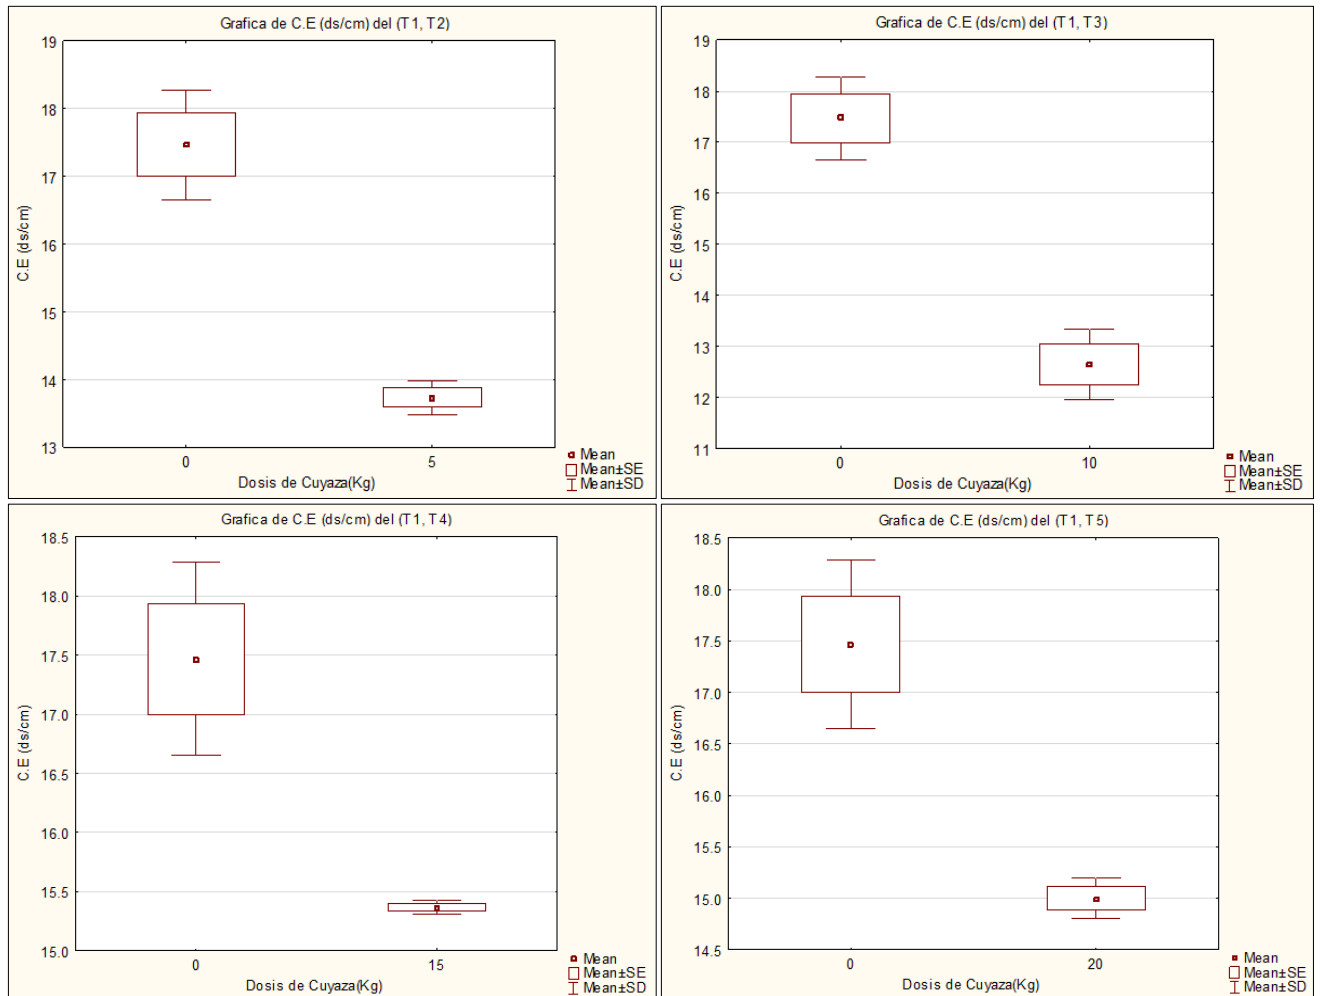 Grafica de C.E (ds/cm) del (T1, T2)
19
18
17
16
15
14
13
C.E (ds/cm)
0 5
Dosis de Cuyaza(Kg)
Mean
Mean±SE
Mean±SD
Grafica de C.E (ds/cm) del (T1, T3)
19
18
17
16
15
14
13
12
11
C.E (ds/cm)
0 10
Dosis de Cuyaza(Kg)
Mean
Mean±SE
Mean±SD
Grafica de C.E (ds/cm) del (T1, T4)
18.5
18.0
17.5
17.0
16.5
16.0
15.5
15.0
C.E (ds/cm)
0 15
Dosis de Cuyaza(Kg)
Mean
Mean±SE
Mean±SD
Grafica de C.E (ds/cm) del (T1, T5)
18.5
18.0
17.5
17.0
16.5
16.0
15.5
15.0
14.5
C.E (ds/cm)
0 20
Dosis de Cuyaza(Kg)
Mean
Mean±SE
Mean±SD